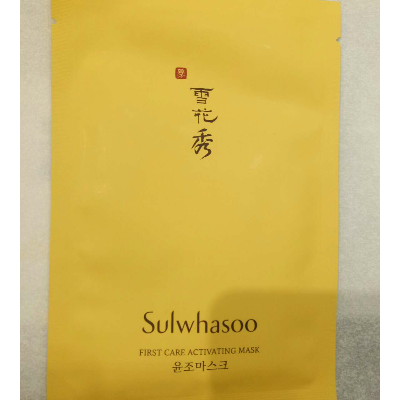 雪
花
秀
Sulwhasoo
FIRST CARE ACTIVATING MASK
윤조마스크